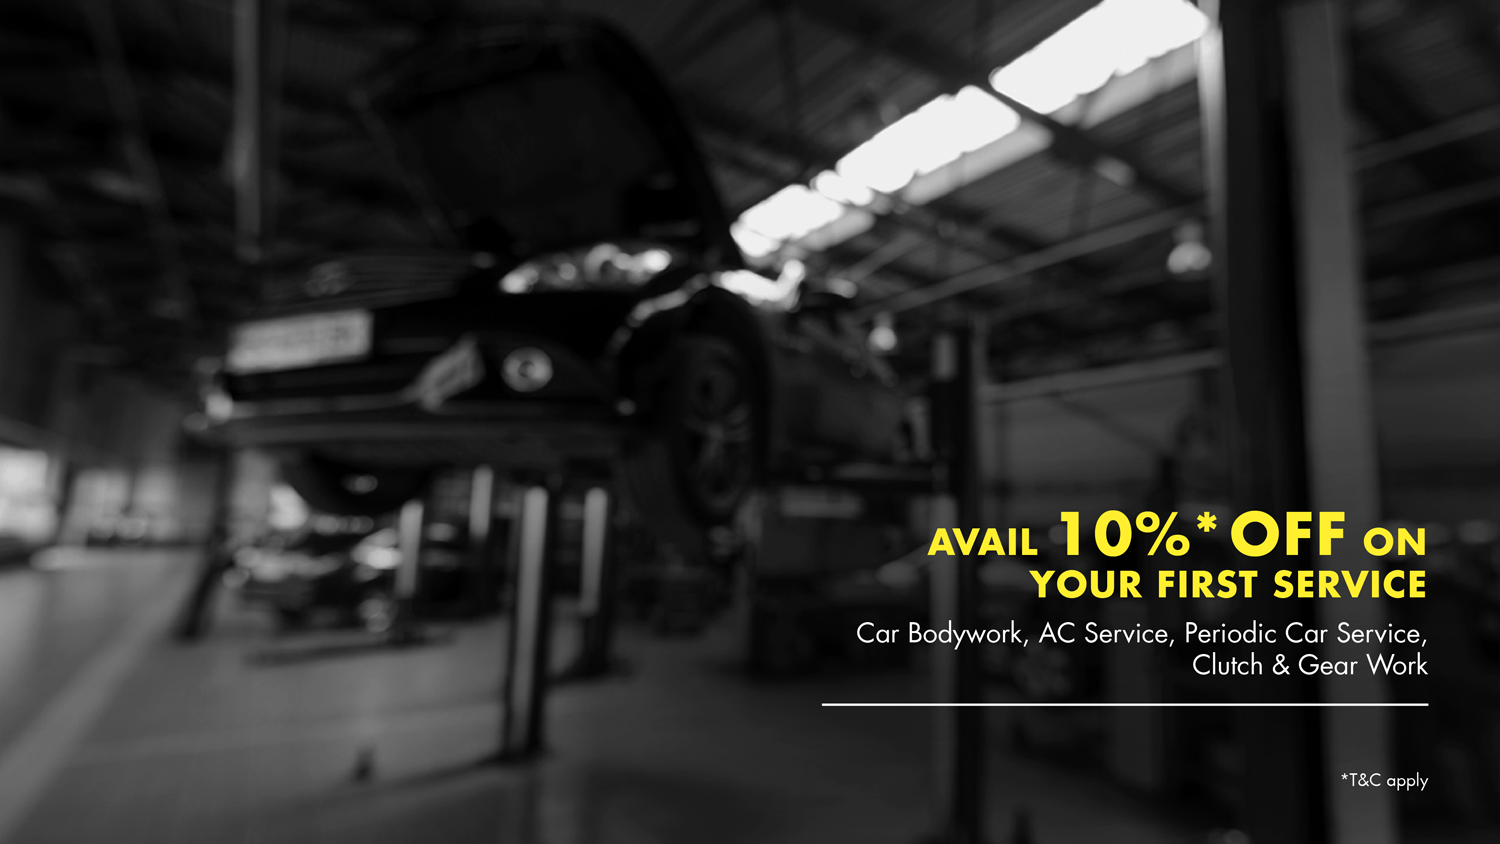 AVAIL 10%* OFF ON
YOUR FIRST SERVICE
Car Bodywork, AC Service, Periodic Car Service,
Clutch & Gear Work
*T&C apply